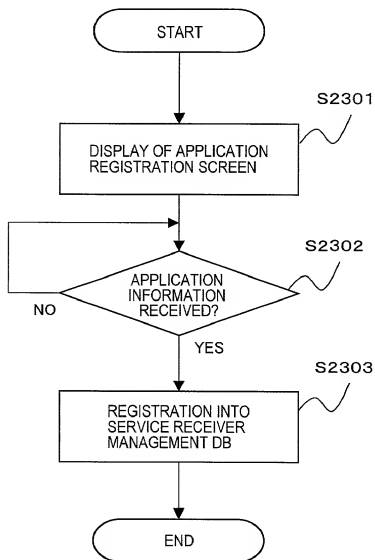 START
S2301
DISPLAY OF APPLICATION
REGISTRATION SCREEN
S2302
APPLICATION
INFORMATION
RECEIVED?
NO
YES
S2303
REGISTRATION INTO
SERVICE RECEIVER
MANAGEMENT DB
END